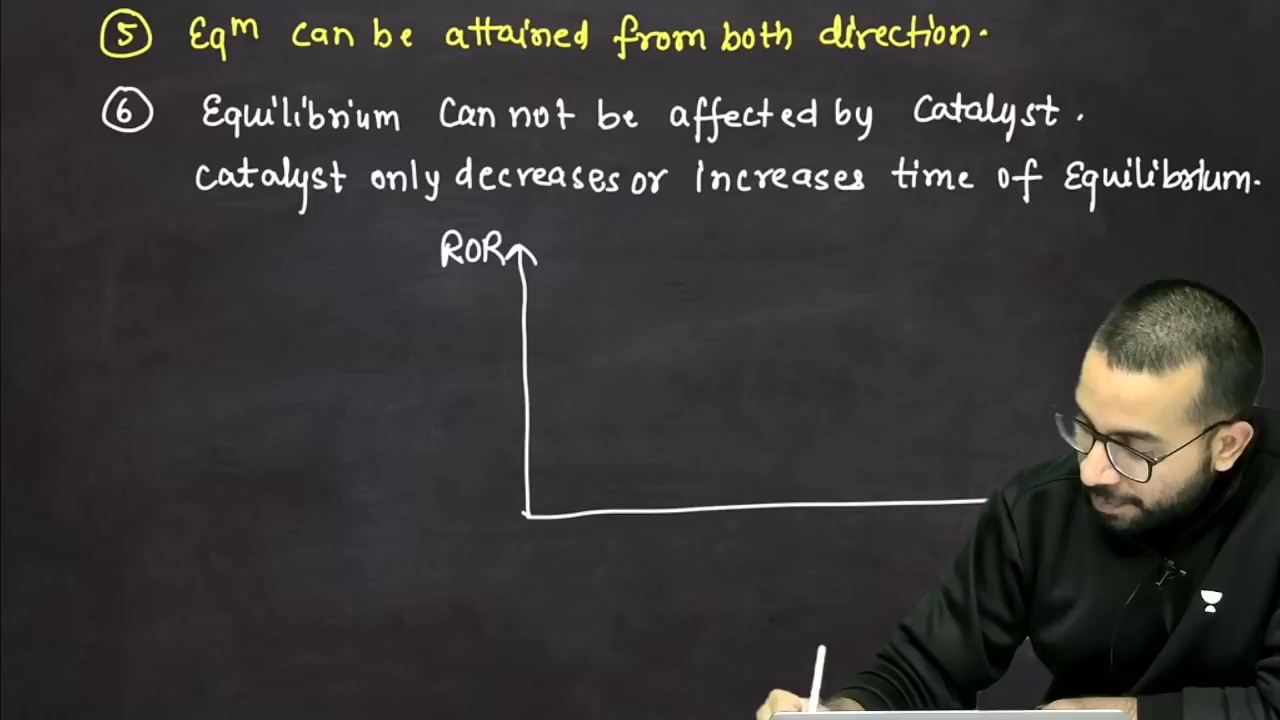 ⑤ Eqᵐ can be attained from both direction.
⑥ Equilibrium Can not be affected by Catalyst.
catalyst only decreases or increases time of Equilibrium.
ROR